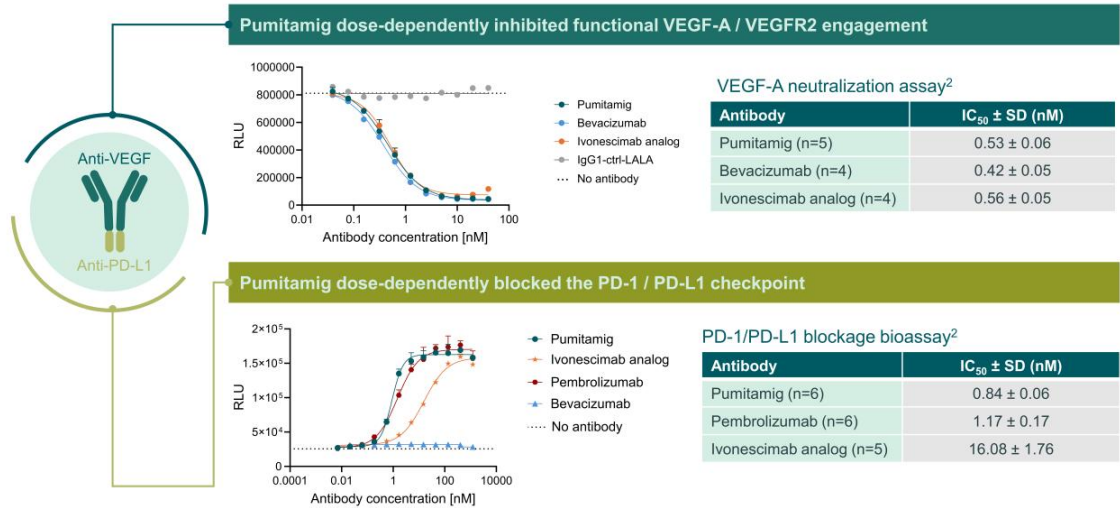 Pumitamig dose-dependently inhibited functional VEGF-A / VEGFR2 engagement
Anti-VEGF
Anti-PD-L1
1000000
800000
600000
400000
200000
0
RLU
0.01
0.1
1
10
100
Antibody concentration [nM]
Pumitamig
Bevacizumab
Ivonescimab analog
IgG1-ctrl-LALA
No antibody
VEGF-A neutralization assay²
Antibody IC₅₀ ± SD (nM)
Pumitamig (n=5) 0.53 ± 0.06
Bevacizumab (n=4) 0.42 ± 0.05
Ivonescimab analog (n=4) 0.56 ± 0.05
Pumitamig dose-dependently blocked the PD-1 / PD-L1 checkpoint
2×10⁵
1.5×10⁵
1×10⁵
5×10⁴
0
RLU
0.0001
0.01
1
100
10000
Antibody concentration [nM]
Pumitamig
Ivonescimab analog
Pembrolizumab
Bevacizumab
No antibody
PD-1/PD-L1 blockage bioassay²
Antibody IC₅₀ ± SD (nM)
Pumitamig (n=6) 0.84 ± 0.06
Pembrolizumab (n=6) 1.17 ± 0.17
Ivonescimab analog (n=5) 16.08 ± 1.76